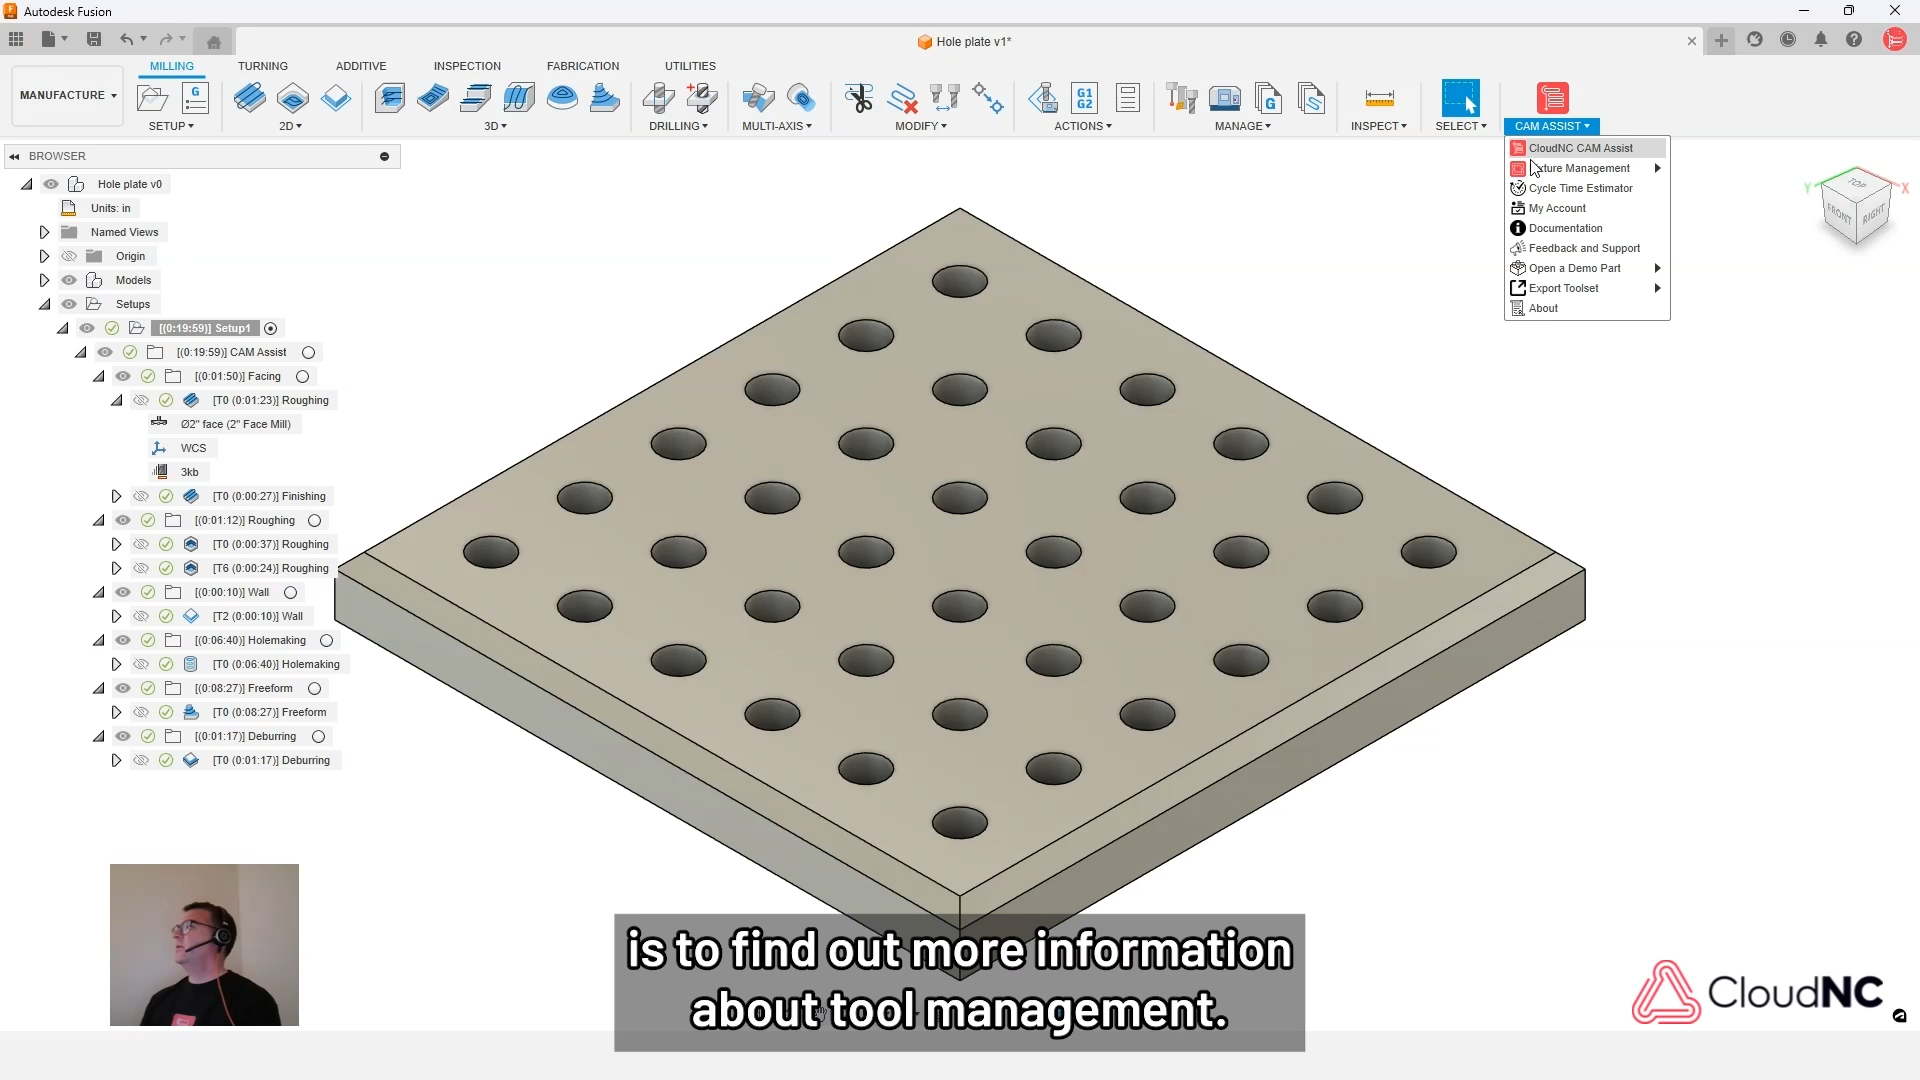 Autodesk Fusion
Hole plate v1*
MILLING
TURNING
ADDITIVE
INSPECTION
FABRICATION
UTILITIES
MANUFACTURE
G
G1
G2
G
SETUP
2D
3D
DRILLING
MULTI-AXIS
MODIFY
ACTIONS
MANAGE
INSPECT
SELECT
CAM ASSIST
BROWSER
Hole plate v0
Units: in
Named Views
Origin
Models
Setups
[(0:19:59)] Setup1
[(0:19:59)] CAM Assist
[(0:01:50)] Facing
[T0 (0:01:23)] Roughing
Ø2" face (2" Face Mill)
WCS
3kb
[T0 (0:00:27)] Finishing
[(0:01:12)] Roughing
[T0 (0:00:37)] Roughing
[T6 (0:00:24)] Roughing
[(0:00:10)] Wall
[T2 (0:00:10)] Wall
[(0:06:40)] Holemaking
[T0 (0:06:40)] Holemaking
[(0:08:27)] Freeform
[T0 (0:08:27)] Freeform
[(0:01:17)] Deburring
[T0 (0:01:17)] Deburring
CloudNC CAM Assist
xture Management
Cycle Time Estimator
My Account
Documentation
Feedback and Support
Open a Demo Part
Export Toolset
About
TOP
FRONT
RIGHT
Y
X
is to find out more information
about tool management.
CloudNC